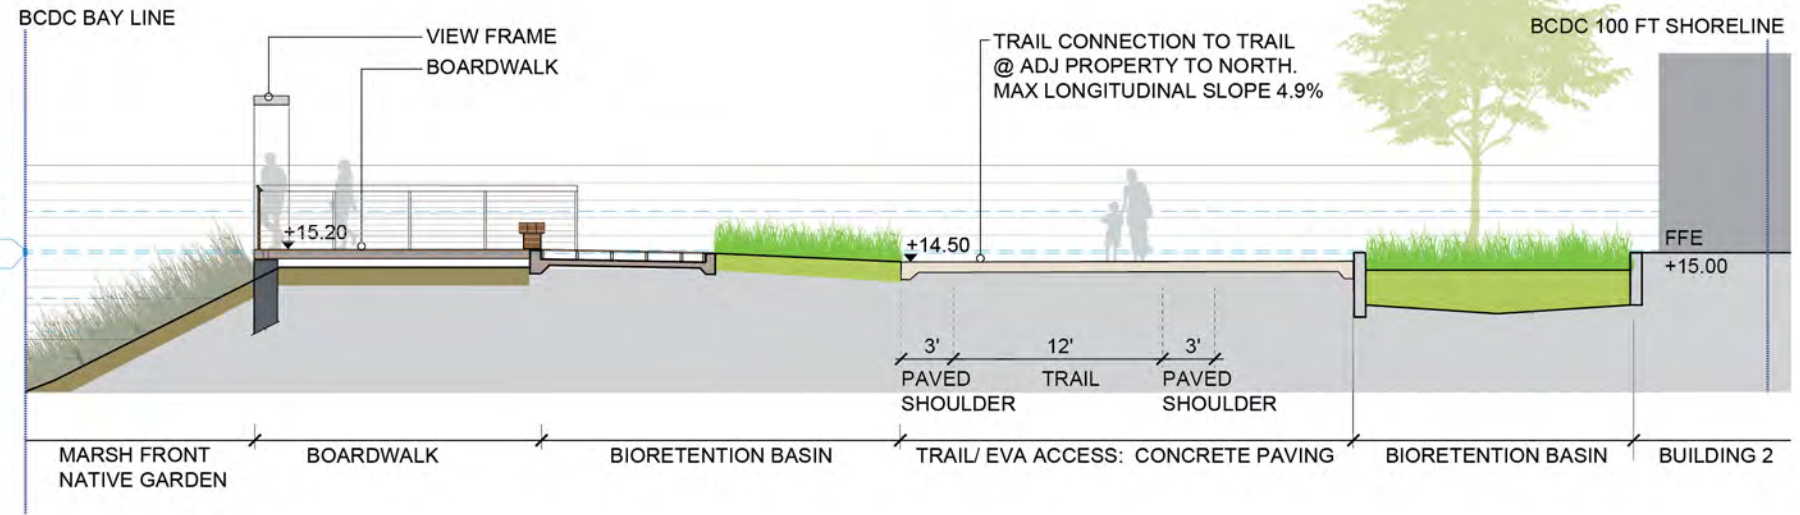 BCDC BAY LINE
VIEW FRAME
BOARDWALK
TRAIL CONNECTION TO TRAIL
@ ADJ PROPERTY TO NORTH.
MAX LONGITUDINAL SLOPE 4.9%
BCDC 100 FT SHORELINE
+15.20
+14.50
FFE
+15.00
3'
12'
3'
PAVED
SHOULDER
TRAIL
PAVED
SHOULDER
MARSH FRONT
NATIVE GARDEN
BOARDWALK
BIORETENTION BASIN
TRAIL/ EVA ACCESS: CONCRETE PAVING
BIORETENTION BASIN
BUILDING 2